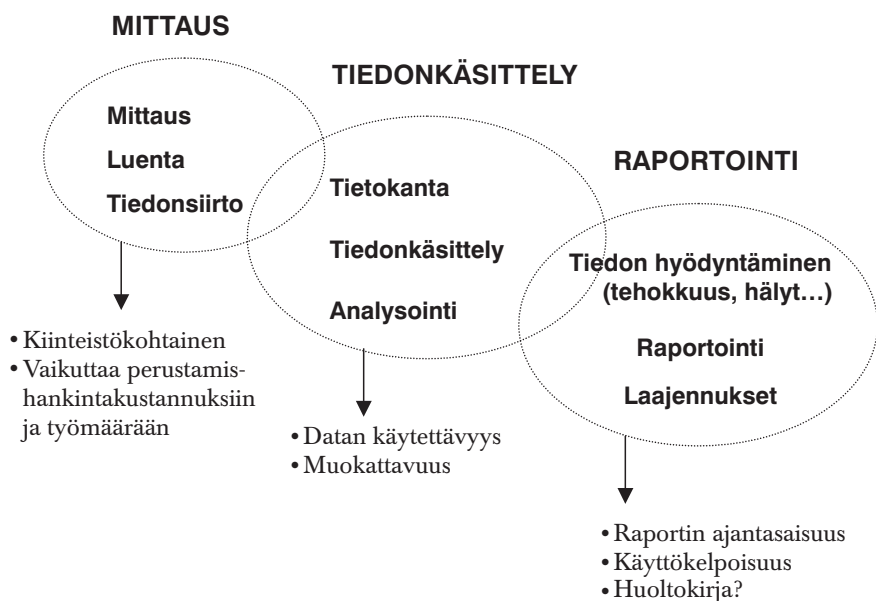 MITTAUS
Mittaus
Luenta
Tiedonsiirto
• Kiinteistökohtainen
• Vaikuttaa perustamis-
hankintakustannuksiin
ja työmäärään
TIEDONKÄSITTELY
Tietokanta
Tiedonkäsittely
Analysointi
• Datan käytettävyys
• Muokattavuus
RAPORTOINTI
Tiedon hyödyntäminen
(tehokkuus, hälyt...)
Raportointi
Laajennukset
• Raportin ajantasaisuus
• Käyttökelpoisuus
• Huoltokirja?